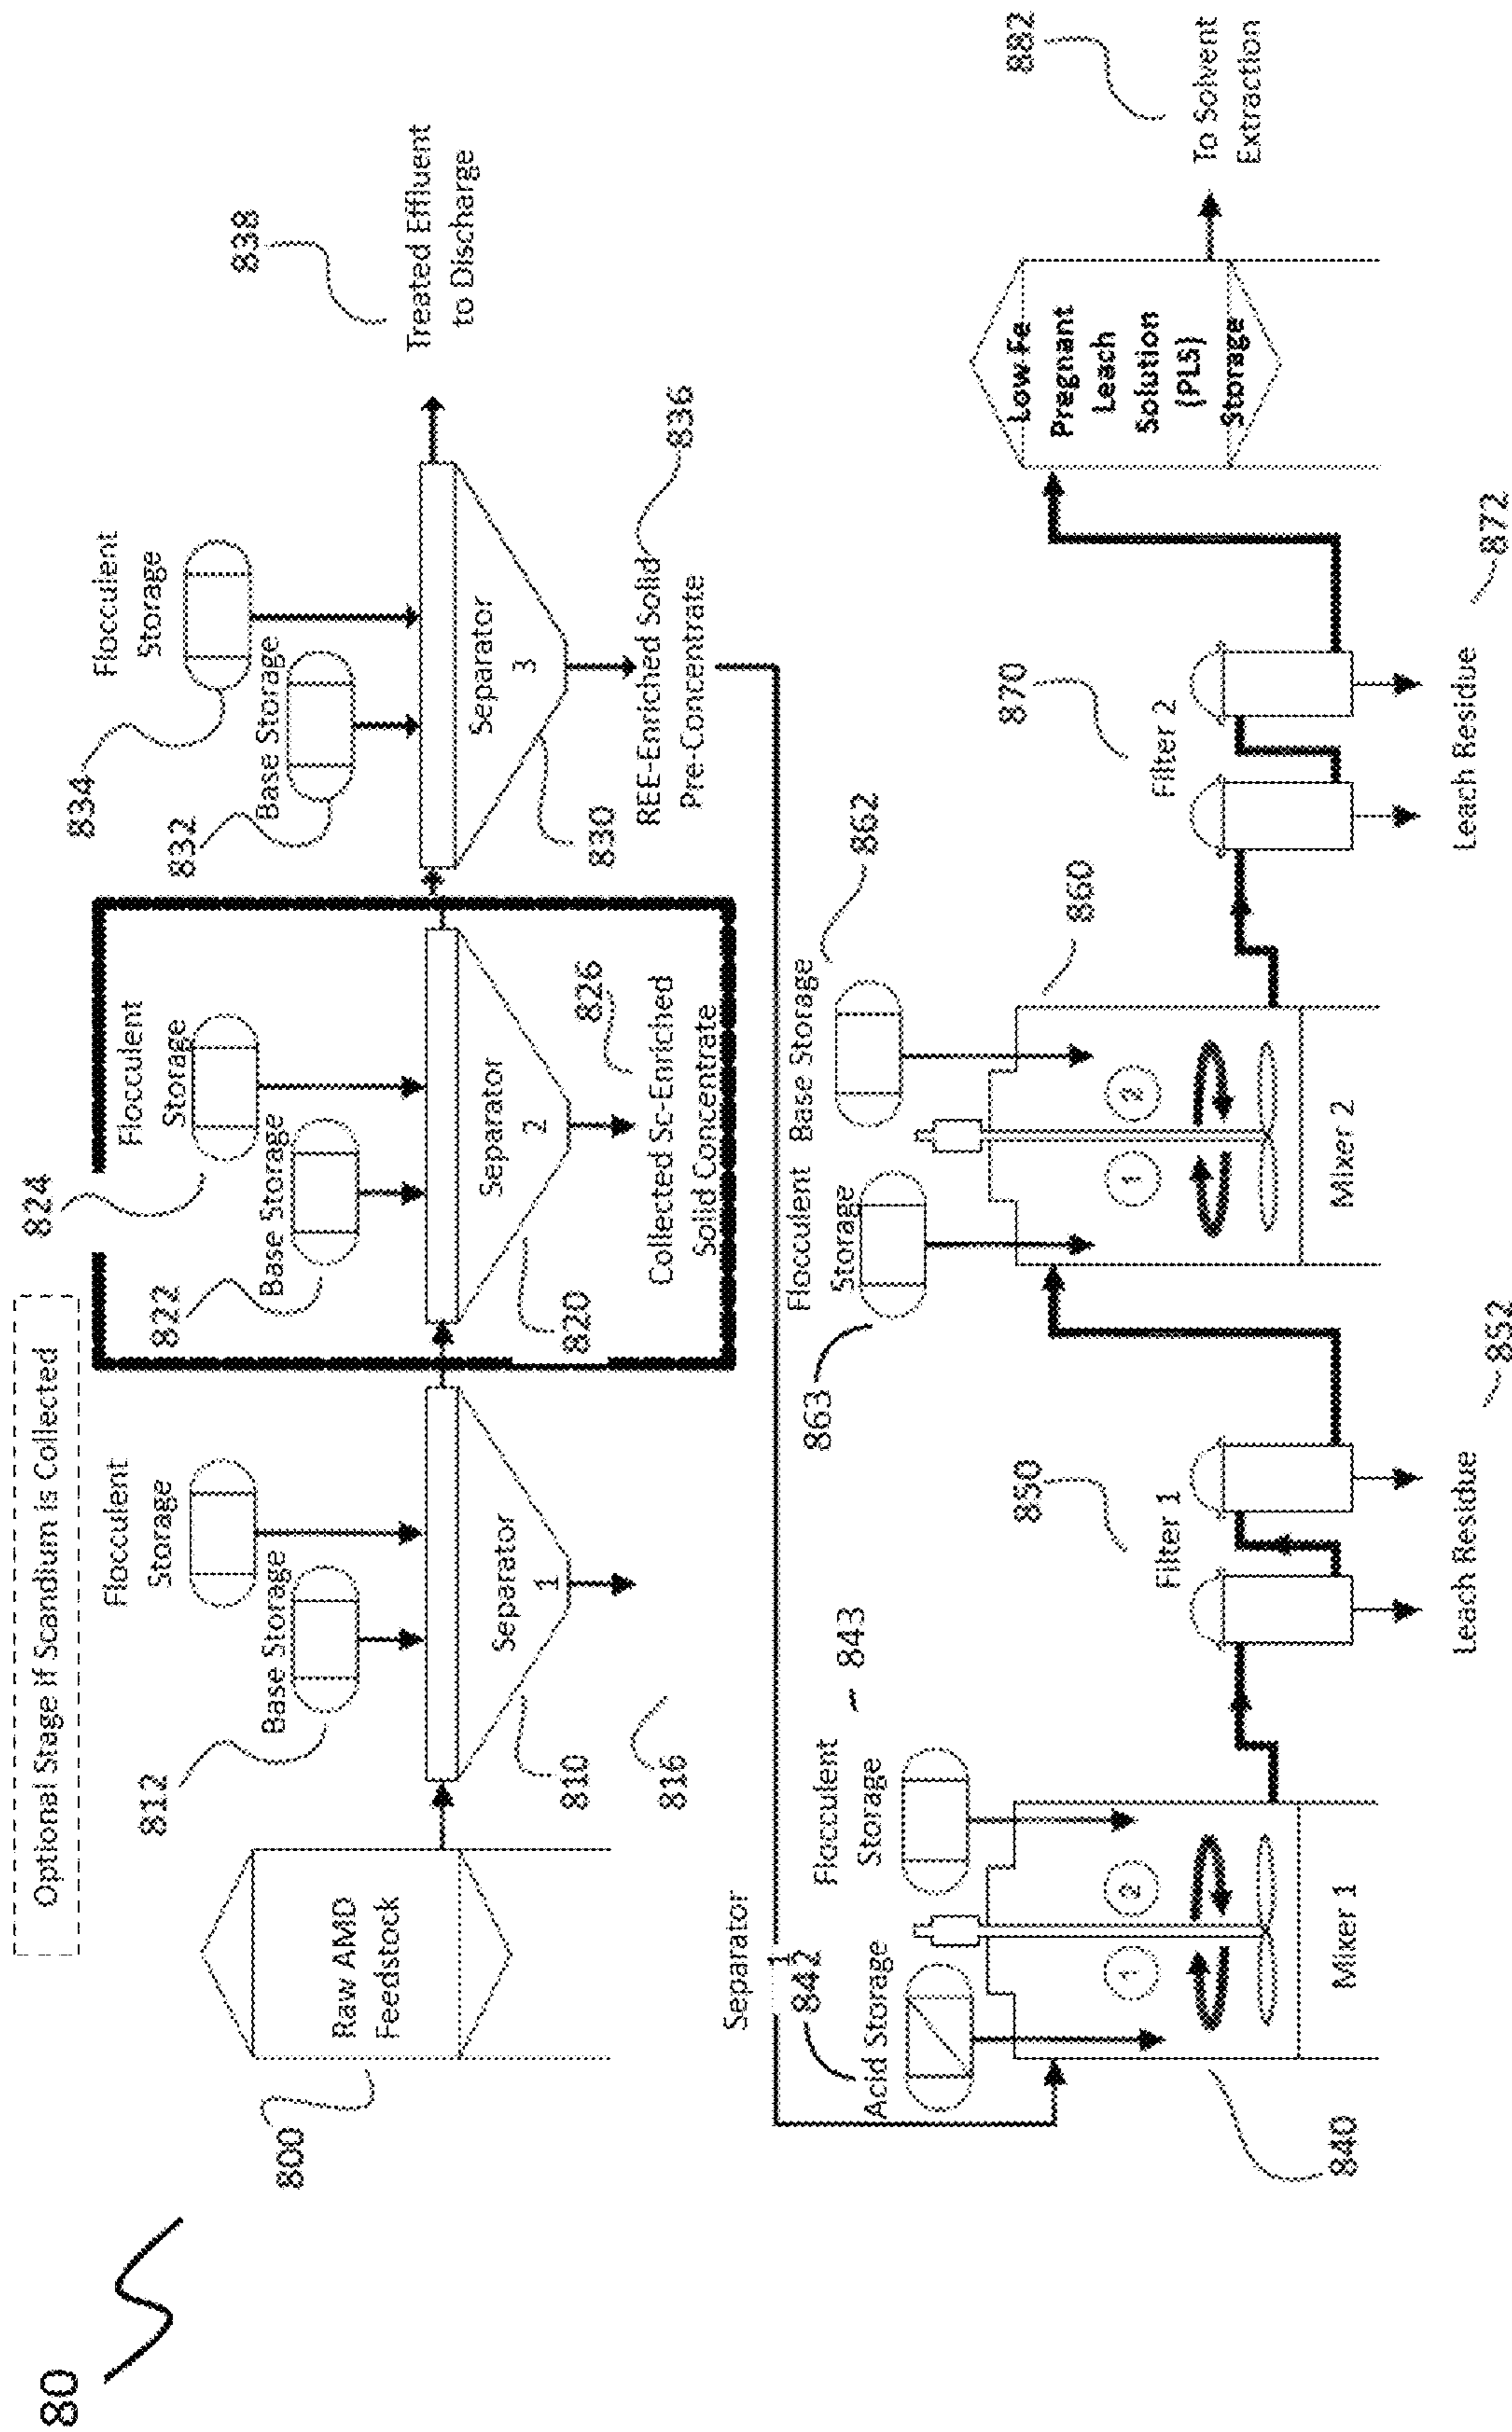 80
Optional Stage if Scandium is Collected
800
Raw AMD
Feedstock
812
Base Storage
Flocculent
Storage
Separator
1
810
816
824
822
Base Storage
Flocculent
Storage
Separator
2
820
826
Collected Sc-Enriched
Solid Concentrate
834
832
Base Storage
Flocculent
Storage
Separator
3
830
REE-Enriched Solid
Pre-Concentrate
836
838
Treated Effluent
to Discharge
Separator
1
842
Acid Storage
Flocculent
Storage
843
1
2
Mixer 1
840
850
Filter 1
Leach Residue
852
863
Flocculent
Storage
Base Storage
862
860
1
2
Mixer 2
870
Filter 2
Leach Residue
872
Low Fe
Pregnant
Leach
Solution
(PLS)
Storage
882
To Solvent
Extraction